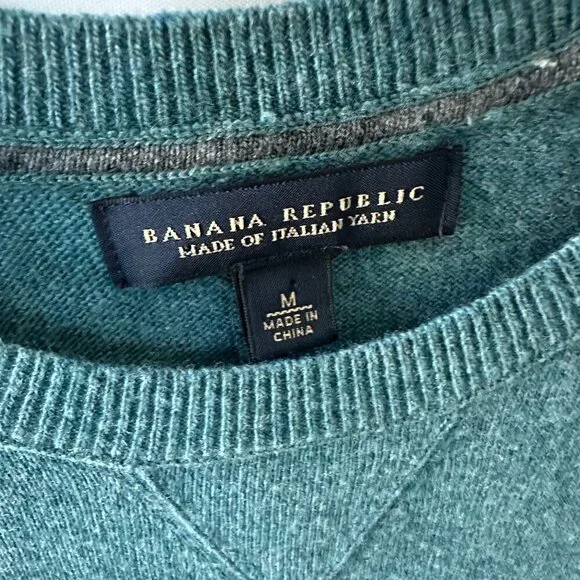 BANANA REPUBLIC
MADE OF ITALIAN YARN
M
MADE IN
CHINA